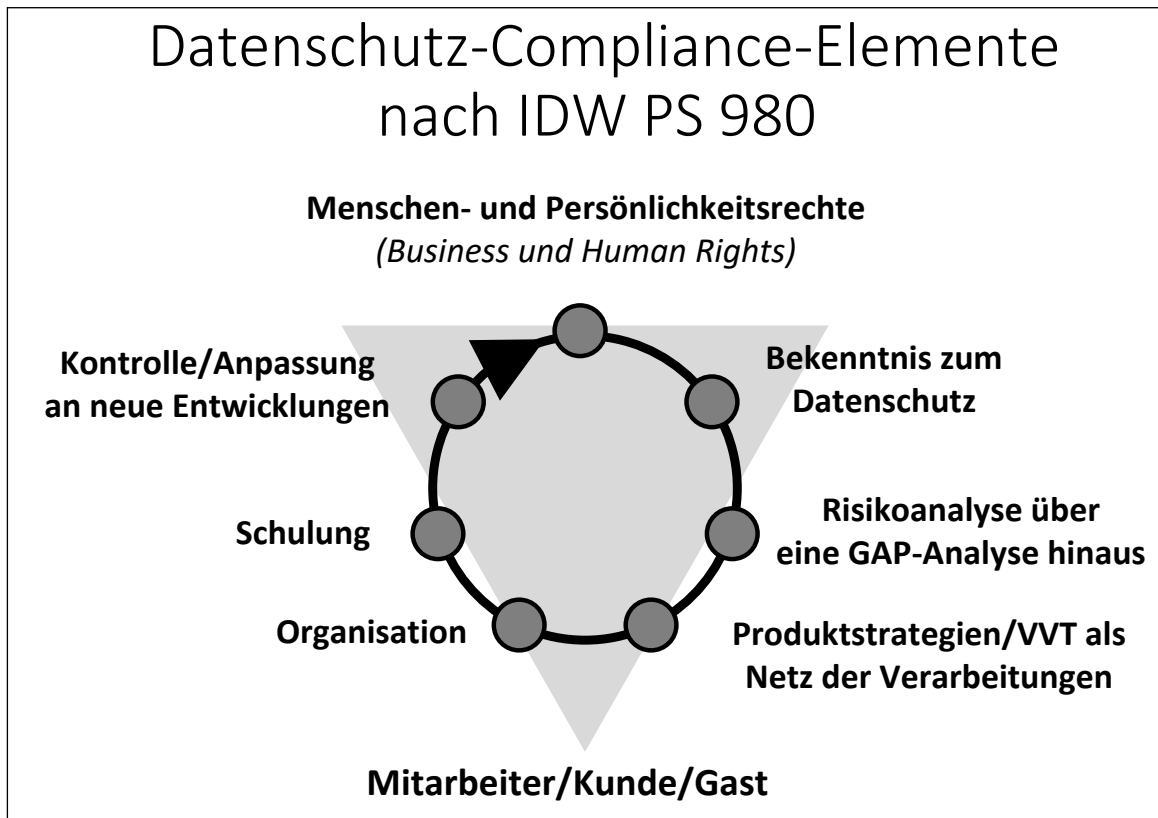 Datenschutz-Compliance-Elemente
nach IDW PS 980
Menschen- und Persönlichkeitsrechte
(Business und Human Rights)
Bekenntnis zum
Datenschutz
Risikoanalyse über
eine GAP-Analyse hinaus
Produktstrategien/VVT als
Netz der Verarbeitungen
Mitarbeiter/Kunde/Gast
Organisation
Schulung
Kontrolle/Anpassung
an neue Entwicklungen